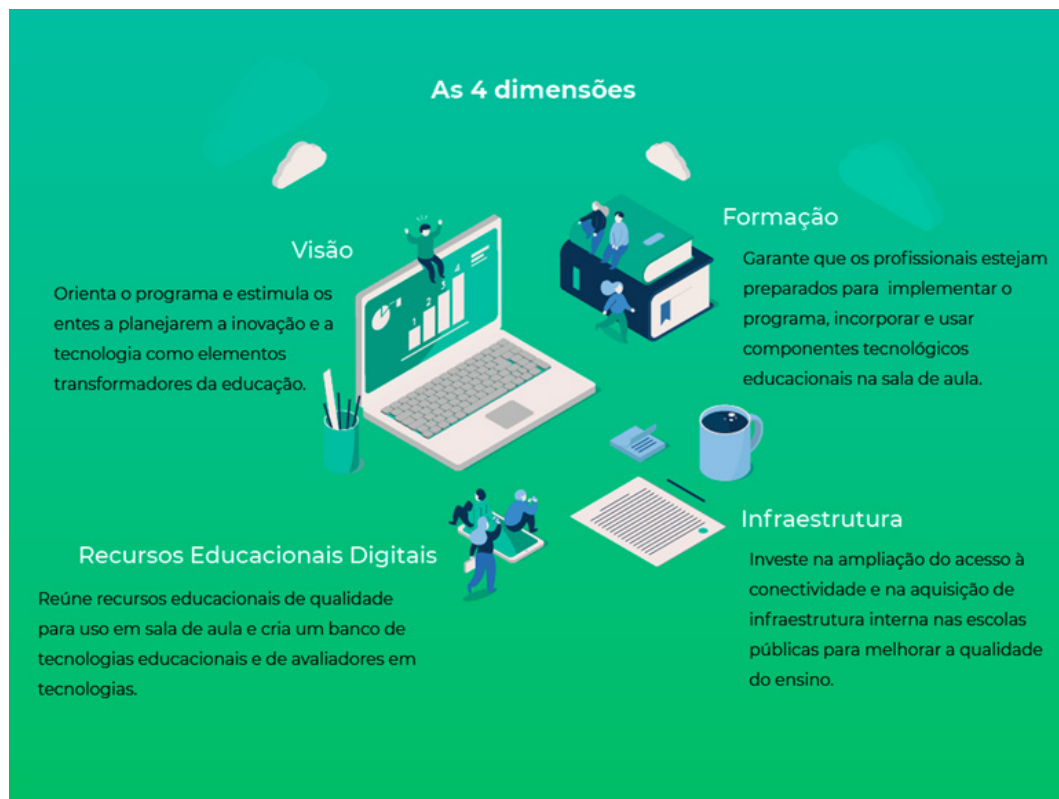 As 4 dimensões
Visão
Orienta o programa e estimula os
entes a planejarem a inovação e a
tecnologia como elementos
transformadores da educação.
1 2 3 4
Formação
Garante que os profissionais estejam
preparados para implementar o
programa, incorporar e usar
componentes tecnológicos
educacionais na sala de aula.
Recursos Educacionais Digitais
Reúne recursos educacionais de qualidade
para uso em sala de aula e cria um banco de
tecnologias educacionais e de avaliadores em
tecnologias.
Infraestrutura
Investe na ampliação do acesso à
conectividade e na aquisição de
infraestrutura interna nas escolas
públicas para melhorar a qualidade
do ensino.